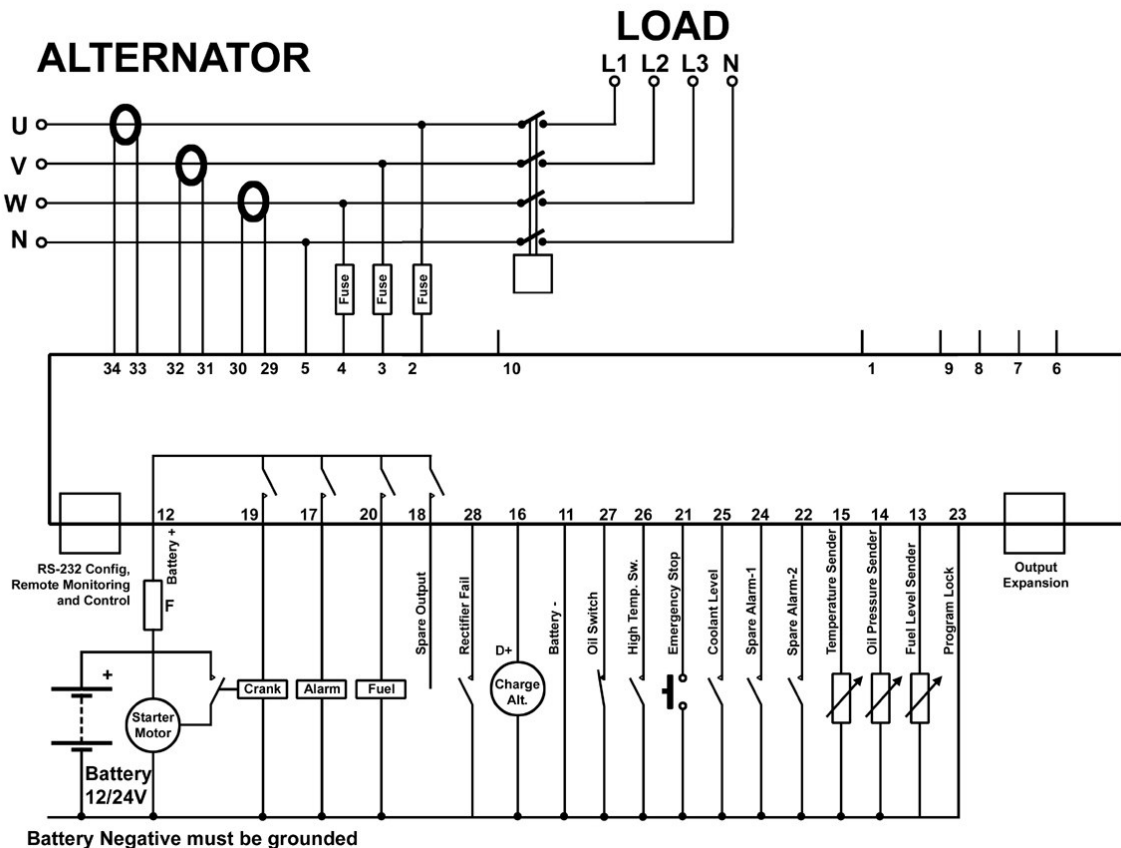 ALTERNATOR
LOAD
L1 L2 L3 N
U
V
W
N
Fuse Fuse Fuse
34 33 32 31 30 29 5 4 3 2 10 1 9 8 7 6
12 19 17 20 18 28 16 11 27 26 21 25 24 22 15 14 13 23
RS-232 Config,
Remote Monitoring
and Control
Battery +
F
Spare Output
Rectifier Fail
D+
Charge
Alt.
Battery -
Oil Switch
High Temp. Sw.
Emergency Stop
Coolant Level
Spare Alarm-1
Spare Alarm-2
Temperature Sender
Oil Pressure Sender
Fuel Level Sender
Program Lock
Output
Expansion
+
Crank Alarm Fuel
Starter
Motor
Battery
12/24V
Battery Negative must be grounded